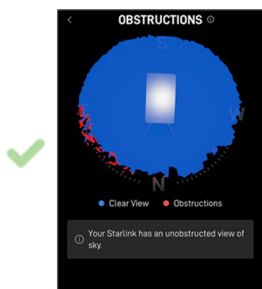 OBSTRUCTIONS
S
E
W
N
Clear View Obstructions
Your Starlink has an unobstructed view of
sky.